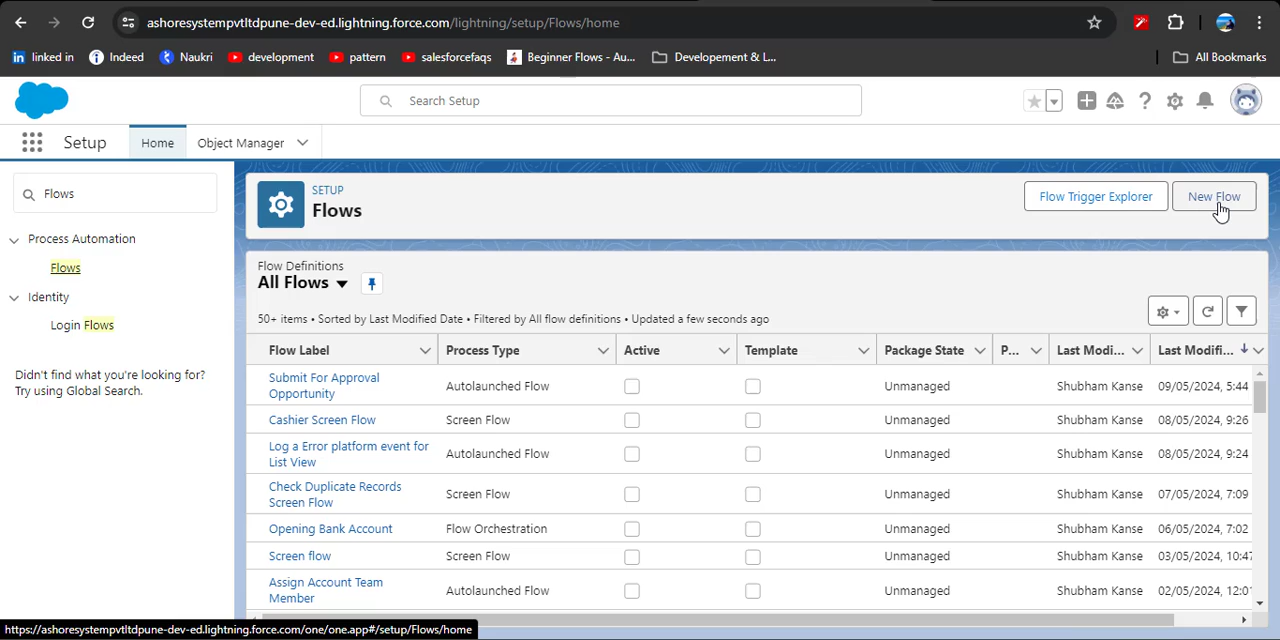 ashoresystempvtltdpune-dev-ed.lightning.force.com/lightning/setup/Flows/home
linked in Indeed Naukri development pattern salesforcefaqs Beginner Flows - Au... Developement & L... All Bookmarks
Search Setup
Setup Home Object Manager
Flows
Process Automation
Flows
Identity
Login Flows
Didn't find what you're looking for?
Try using Global Search.
SETUP
Flows
Flow Trigger Explorer New Flow
Flow Definitions
All Flows
50+ items • Sorted by Last Modified Date • Filtered by All flow definitions • Updated a few seconds ago
Flow Label Process Type Active Template Package State P... Last Modi... Last Modifi...
Submit For Approval
Opportunity Autolaunched Flow Unmanaged Shubham Kanse 09/05/2024, 5:44
Cashier Screen Flow Screen Flow Unmanaged Shubham Kanse 08/05/2024, 9:26
Log a Error platform event for
List View Autolaunched Flow Unmanaged Shubham Kanse 08/05/2024, 9:24
Check Duplicate Records
Screen Flow Screen Flow Unmanaged Shubham Kanse 07/05/2024, 7:09
Opening Bank Account Flow Orchestration Unmanaged Shubham Kanse 06/05/2024, 7:02
Screen flow Screen Flow Unmanaged Shubham Kanse 03/05/2024, 10:47
Assign Account Team
Member Autolaunched Flow Unmanaged Shubham Kanse 02/05/2024, 12:01
https://ashoresystempvtltdpune-dev-ed.lightning.force.com/one/one.app#/setup/Flows/home